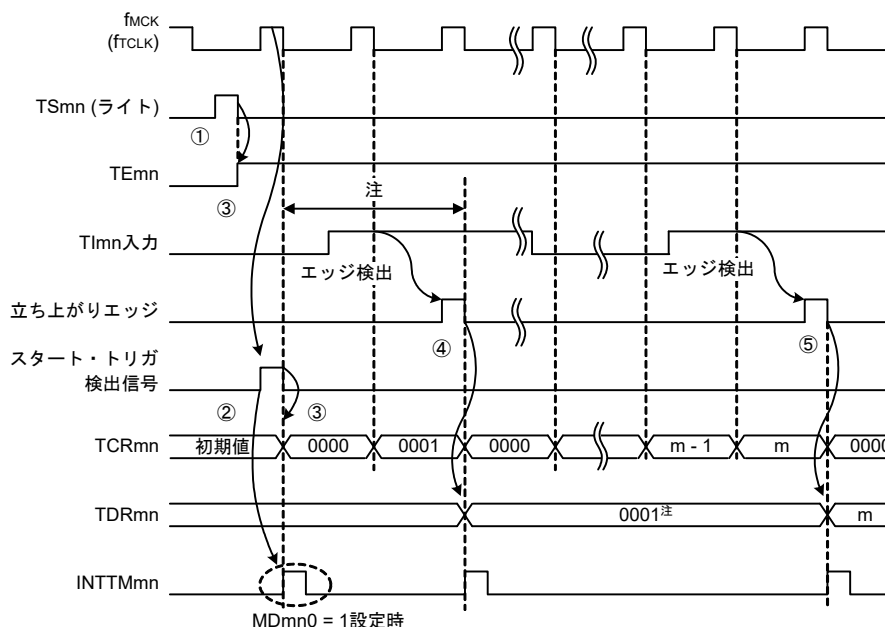 fMCK
(fTCLK)
TSmn (ライト)
①
TEmn
③
注
TImn入力
エッジ検出
エッジ検出
立ち上がりエッジ
④
⑤
スタート・トリガ
検出信号
②
③
TCRmn
初期値
0000
0001
0000
m - 1
m
0000
TDRmn
0001注
m
INTTMmn
MDmn0 = 1設定時